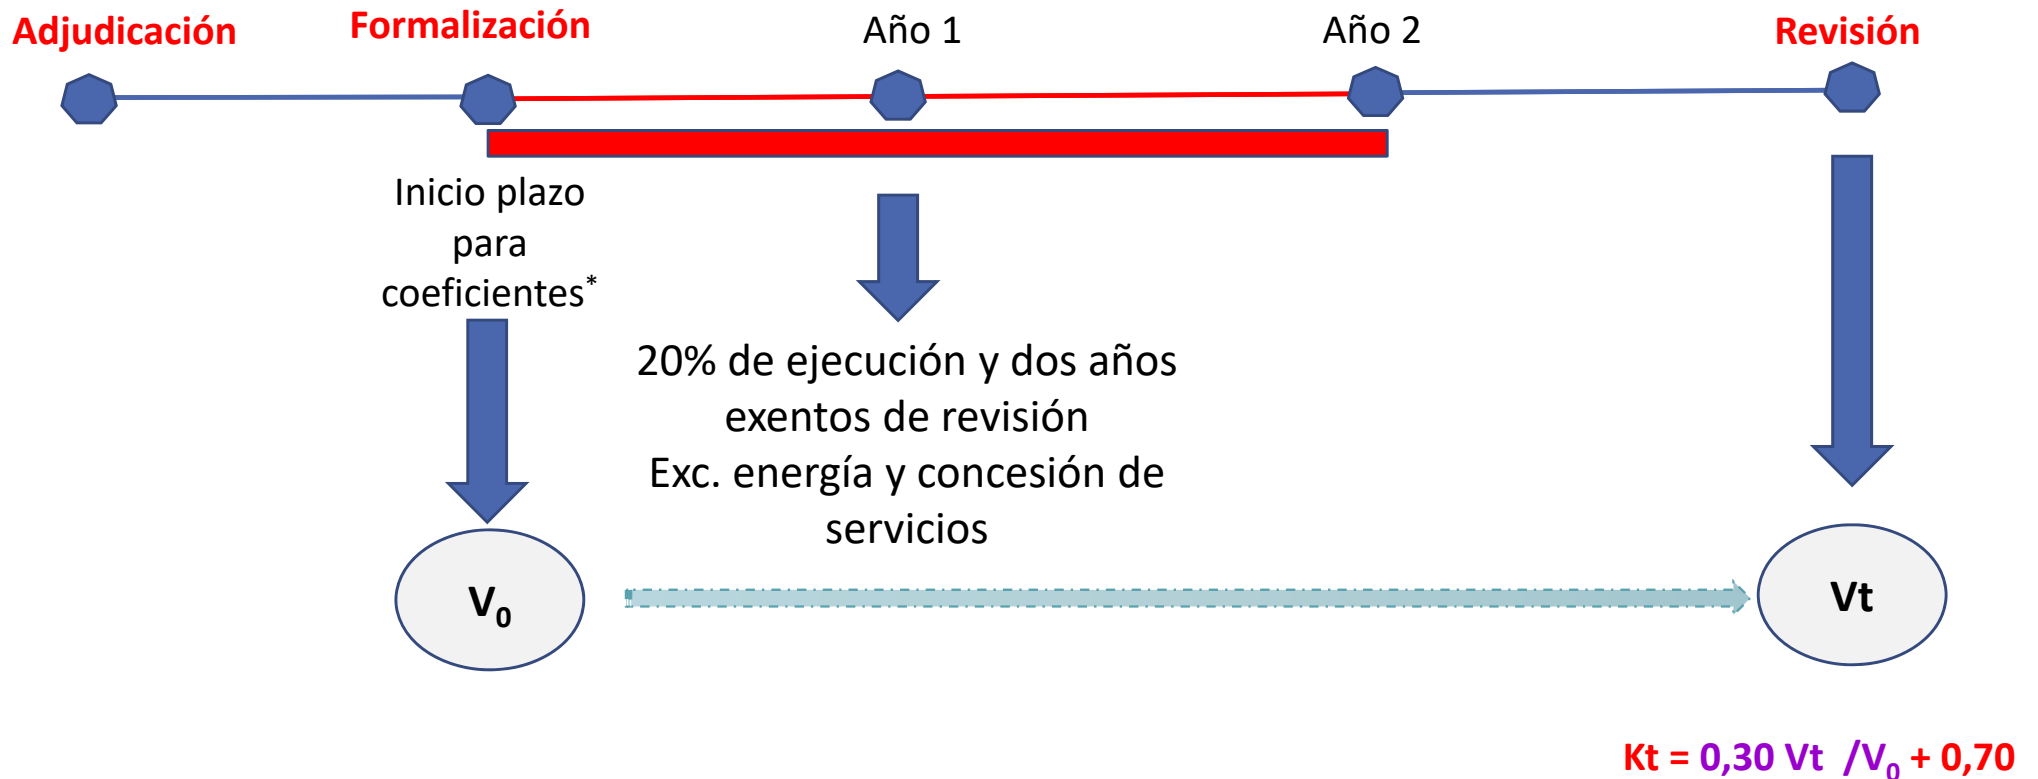 Adjudicación
Formalización
Año 1
Año 2
Revisión
Inicio plazo
para
coeficientes*
20% de ejecución y dos años
exentos de revisión
Exc. energía y concesión de
servicios
V₀
Vt
Kt = 0,30 Vt /V₀ + 0,70